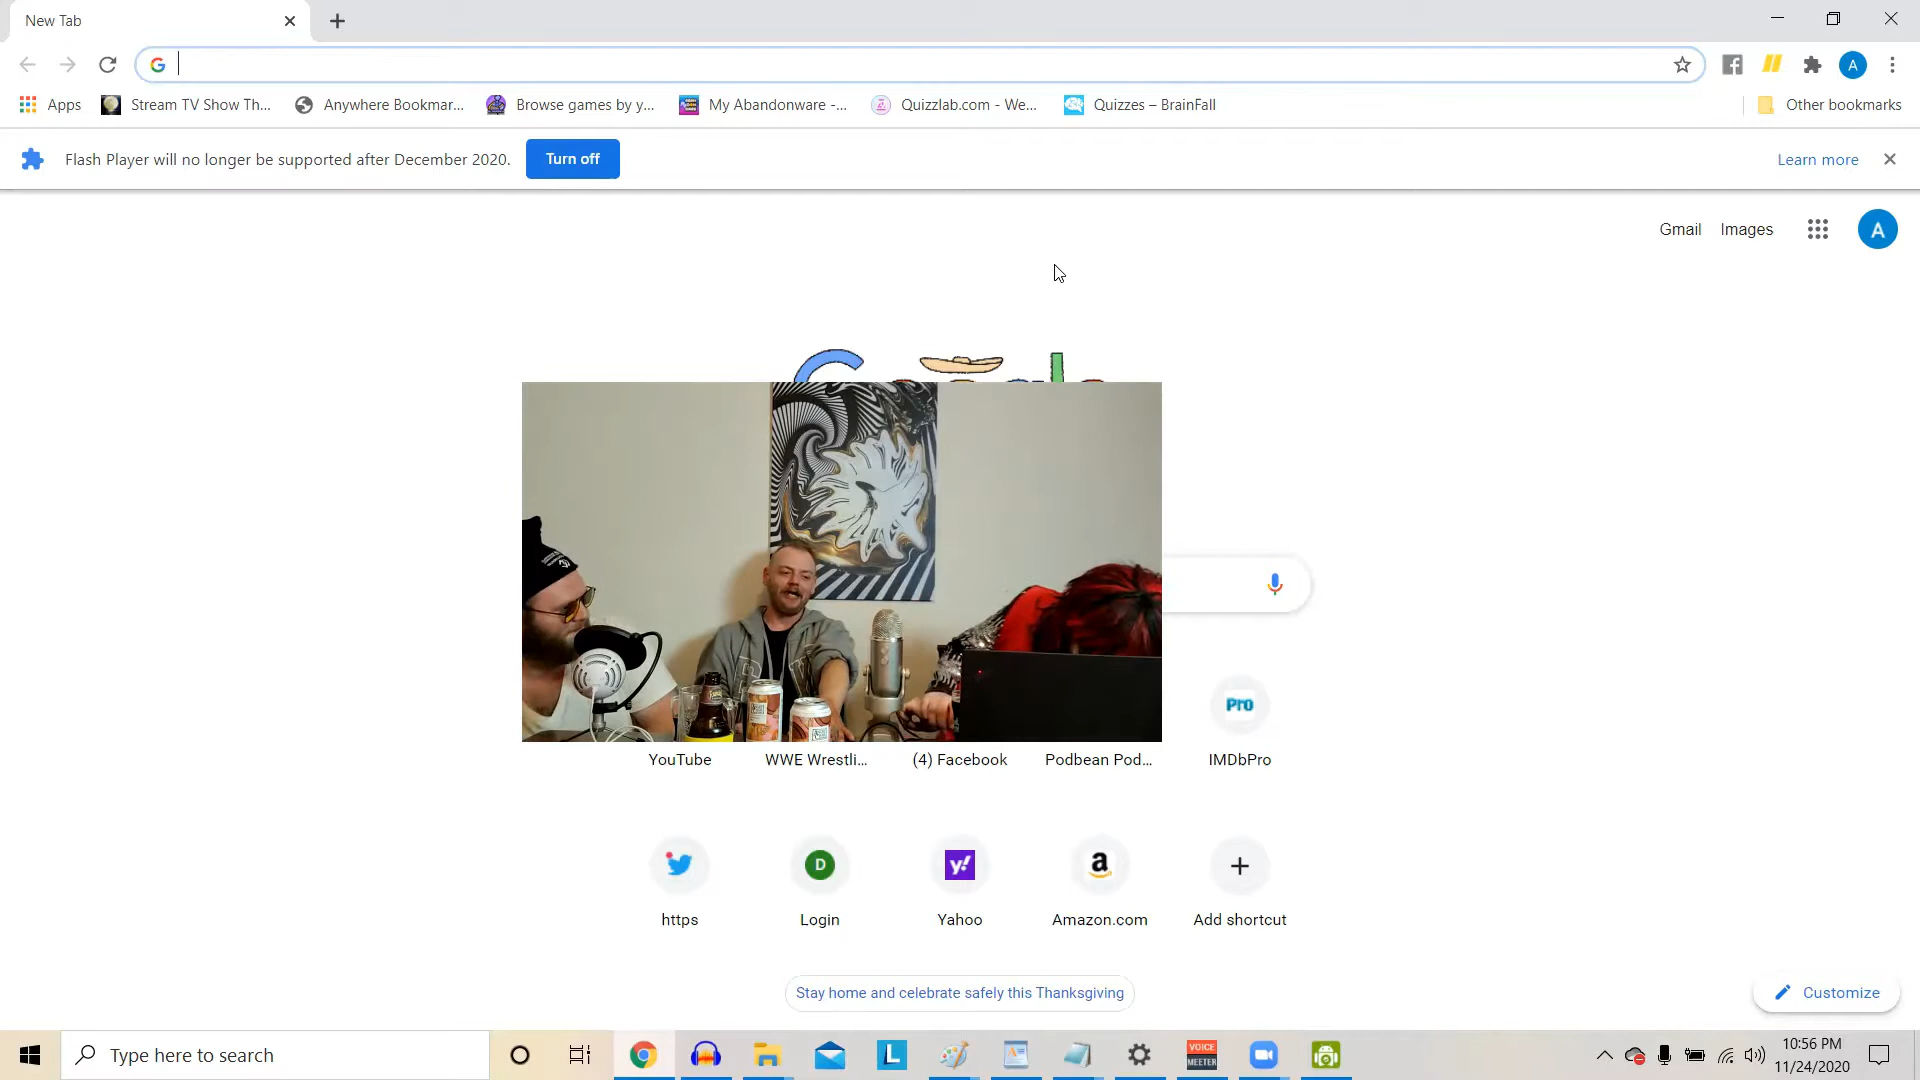 New Tab
Apps
Stream TV Show Th...
Anywhere Bookmar...
Browse games by y...
My Abandonware -...
Quizzlab.com - We...
Quizzes – BrainFall
Other bookmarks
Flash Player will no longer be supported after December 2020.
Turn off
Learn more
Gmail
Images
A
A
Pro
YouTube
WWE Wrestli...
(4) Facebook
Podbean Pod...
IMDbPro
D
y!
a
https
Login
Yahoo
Amazon.com
Add shortcut
Stay home and celebrate safely this Thanksgiving
Customize
Type here to search
L
VOICE
MEETER
10:56 PM
11/24/2020